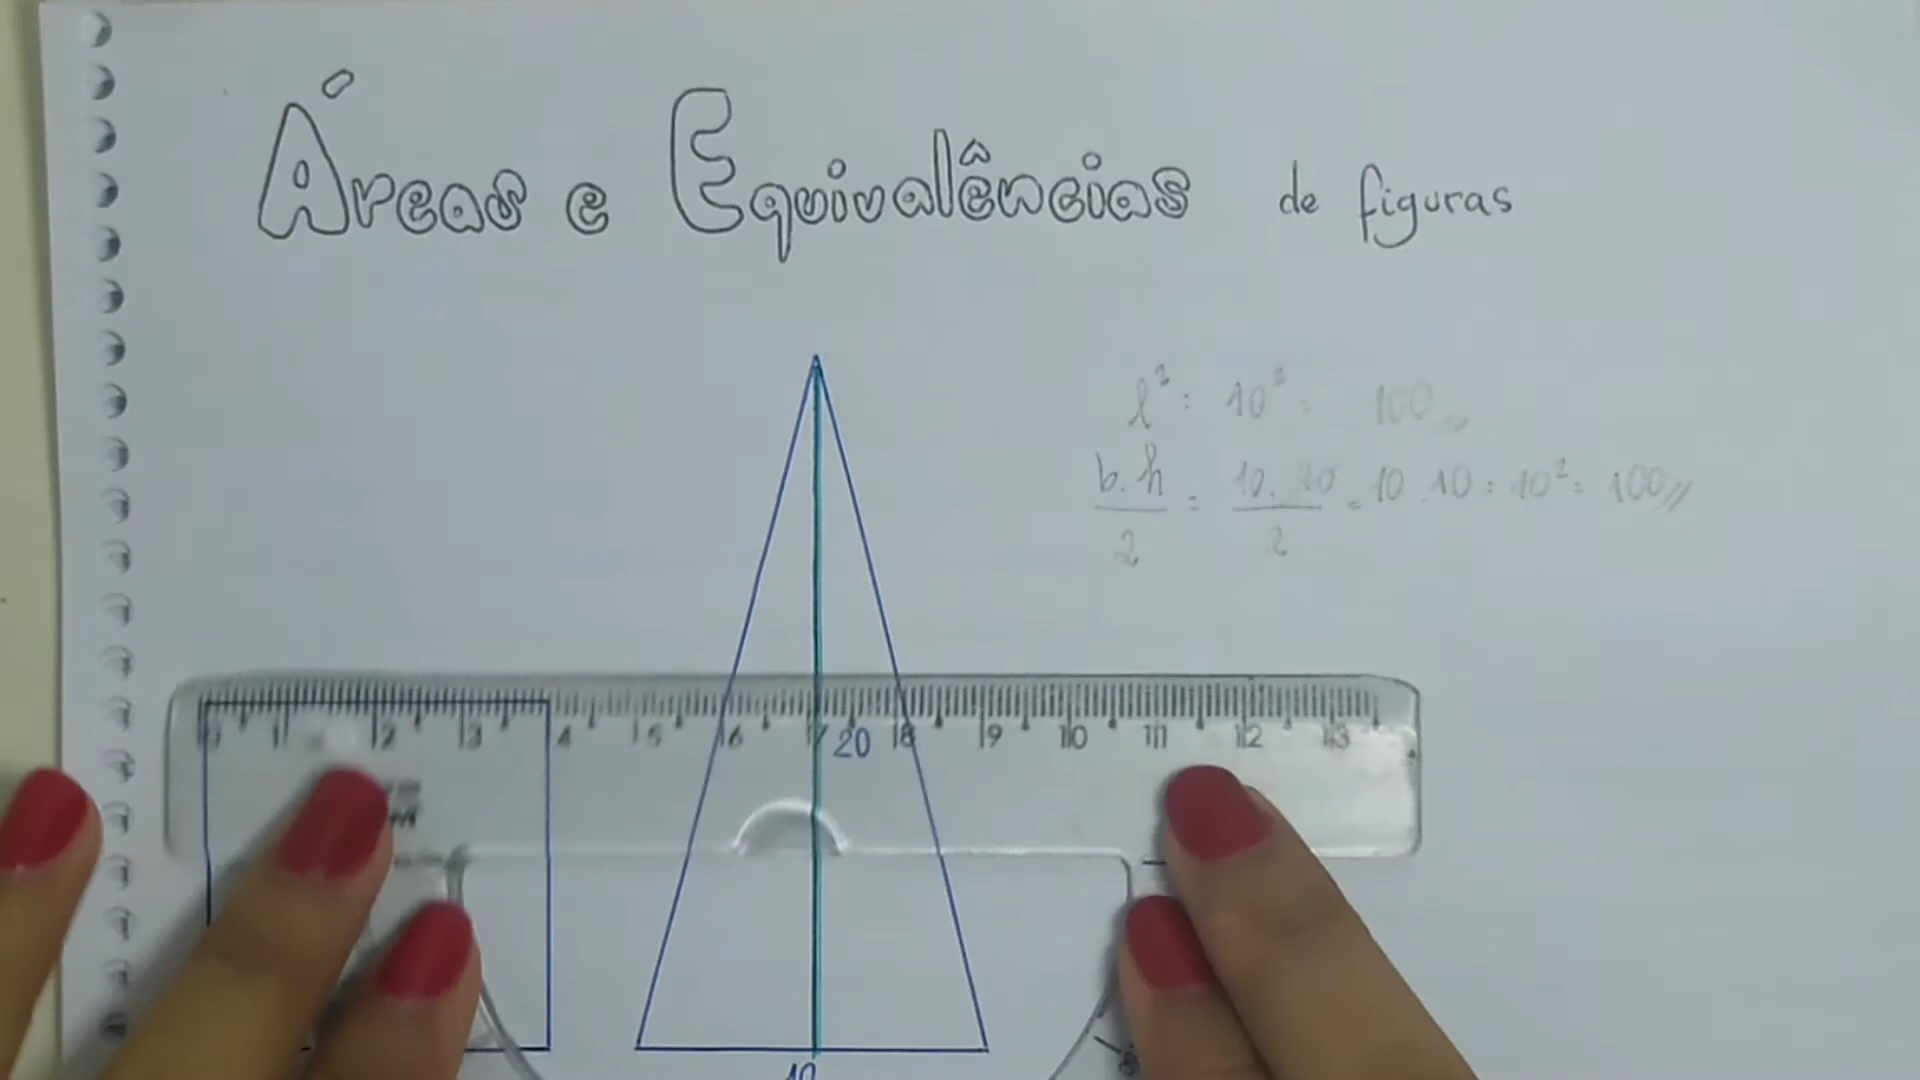 Áreas e Equivalências de figuras
l² = 10² = 100//
b.h/2 = 10.20/2 = 10.10 = 10² = 100//
0 1 2 3 4 5 6 7 8 9 10 11 12 13
20
10